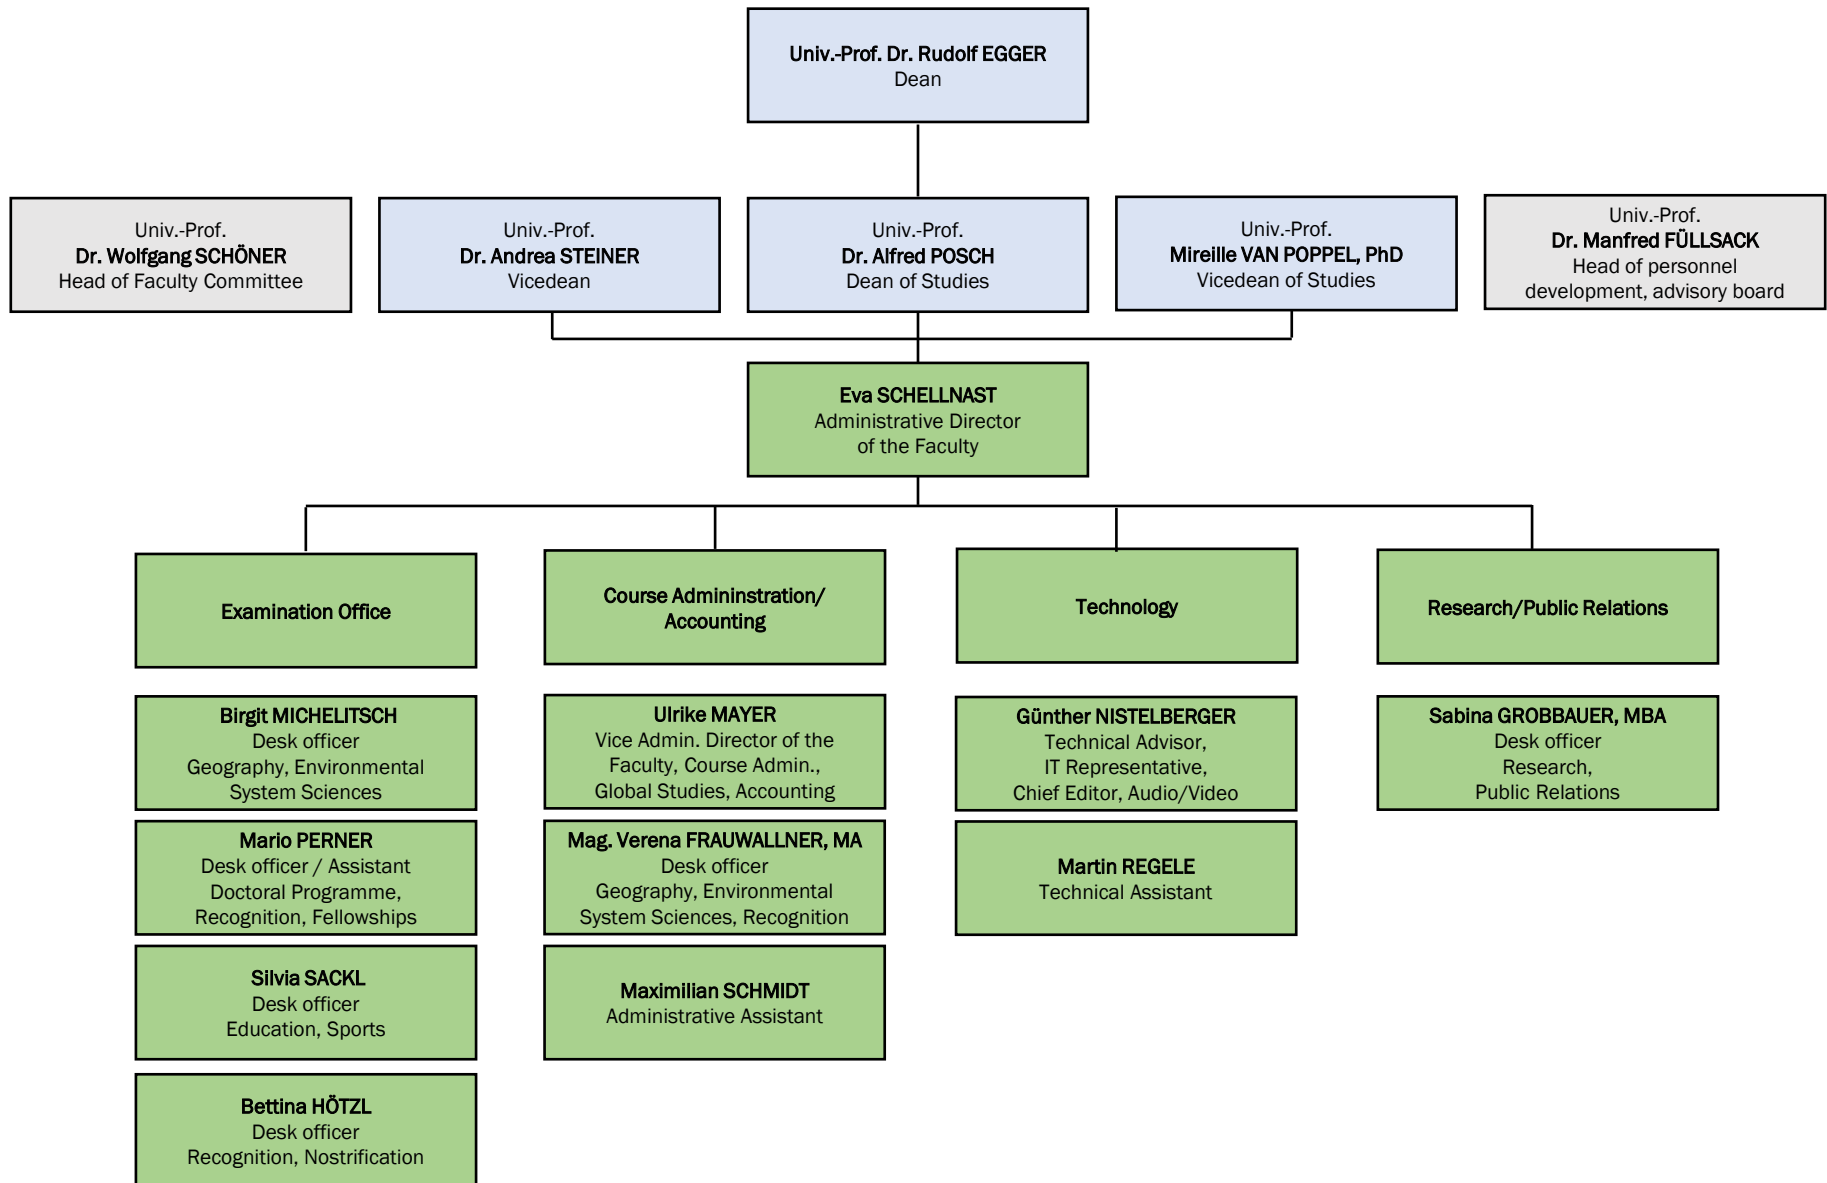 Univ.-Prof. Dr. Rudolf EGGER
Dean
Univ.-Prof.
Dr. Wolfgang SCHÖNER
Head of Faculty Committee
Univ.-Prof.
Dr. Andrea STEINER
Vicedean
Univ.-Prof.
Dr. Alfred POSCH
Dean of Studies
Univ.-Prof.
Mireille VAN POPPEL, PhD
Vicedean of Studies
Univ.-Prof.
Dr. Manfred FÜLLSACK
Head of personnel
development, advisory board
Eva SCHELLNAST
Administrative Director
of the Faculty
Examination Office
Course Admininstration/
Accounting
Technology
Research/Public Relations
Birgit MICHELITSCH
Desk officer
Geography, Environmental
System Sciences
Ulrike MAYER
Vice Admin. Director of the
Faculty, Course Admin.,
Global Studies, Accounting
Günther NISTELBERGER
Technical Advisor,
IT Representative,
Chief Editor, Audio/Video
Sabina GROBBAUER, MBA
Desk officer
Research,
Public Relations
Mario PERNER
Desk officer / Assistant
Doctoral Programme,
Recognition, Fellowships
Mag. Verena FRAUWALLNER, MA
Desk officer
Geography, Environmental
System Sciences, Recognition
Martin REGELE
Technical Assistant
Silvia SACKL
Desk officer
Education, Sports
Maximilian SCHMIDT
Administrative Assistant
Bettina HÖTZL
Desk officer
Recognition, Nostrification